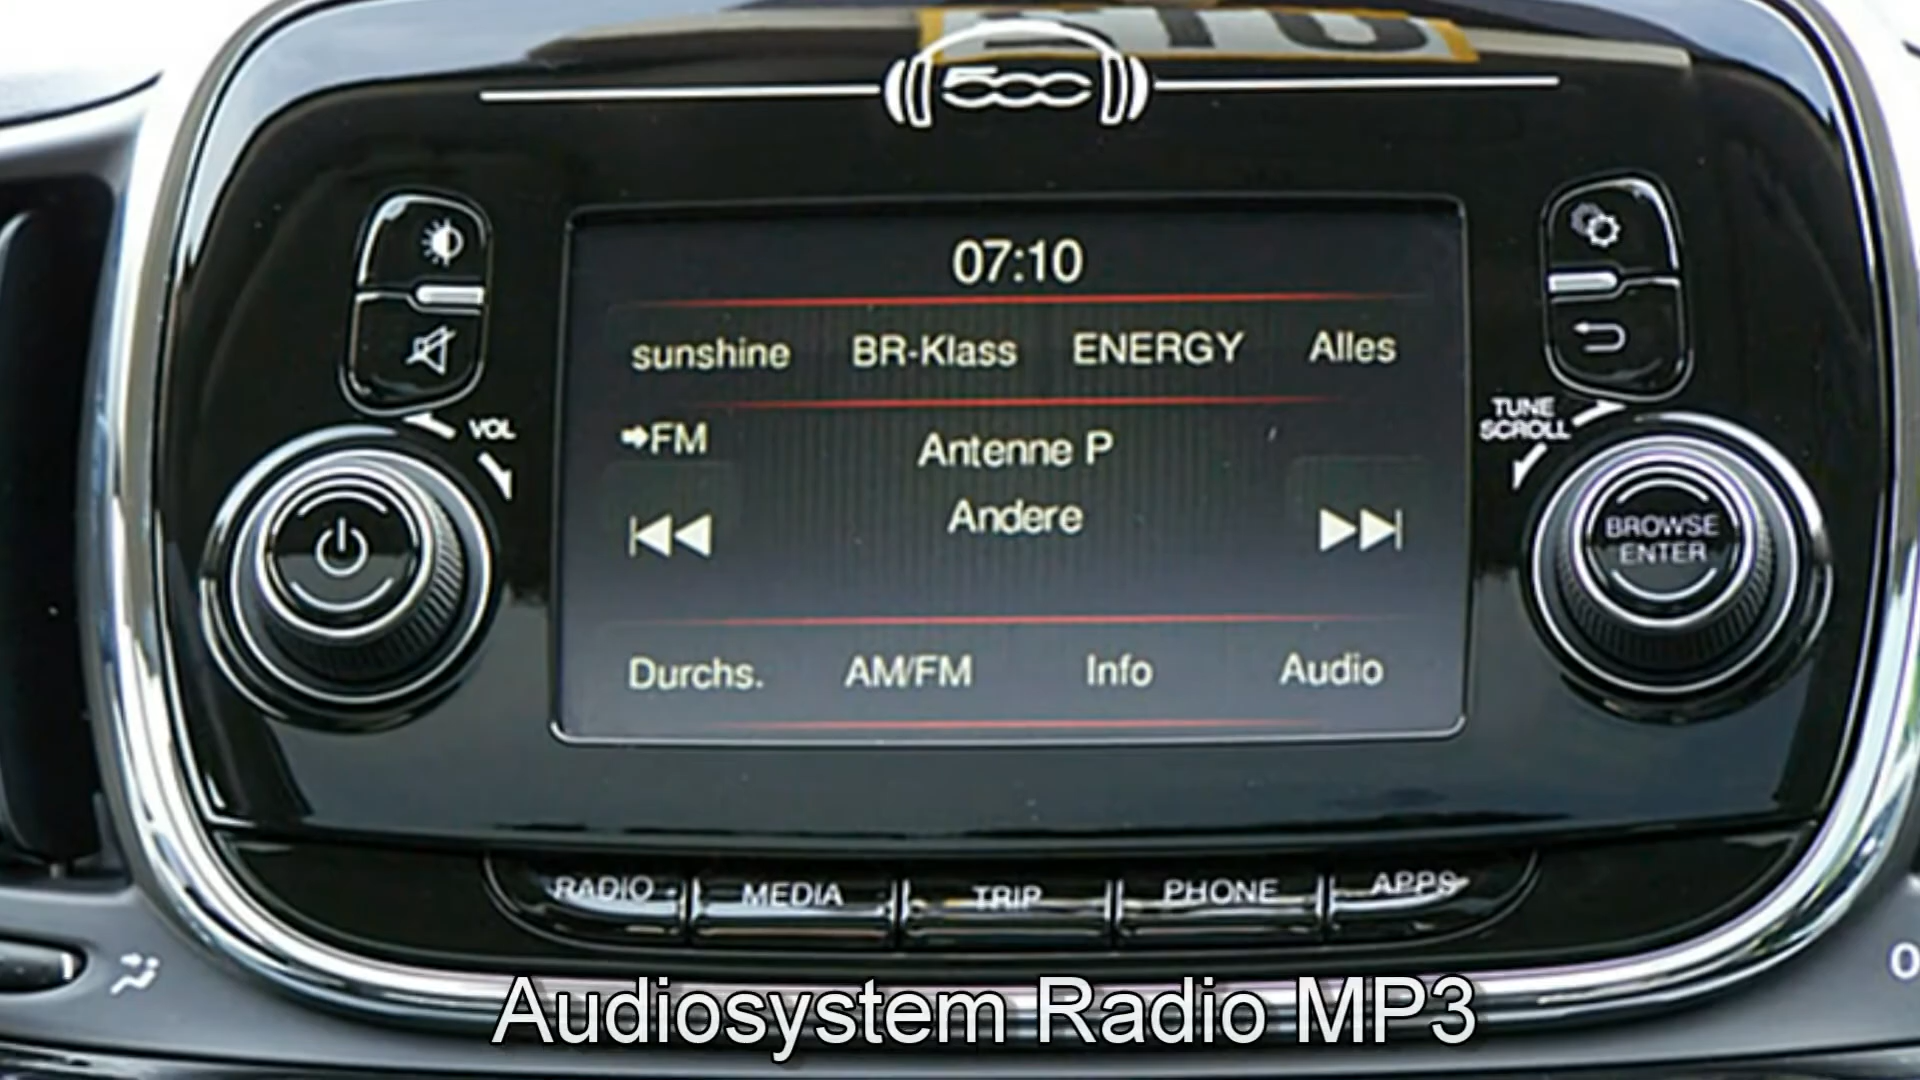 500
07:10
sunshine BR-Klass ENERGY Alles
VOL
TUNE
SCROLL
FM Antenne P
Andere
BROWSE
ENTER
Durchs. AM/FM Info Audio
RADIO MEDIA TRIP PHONE APPS
Audiosystem Radio MP3